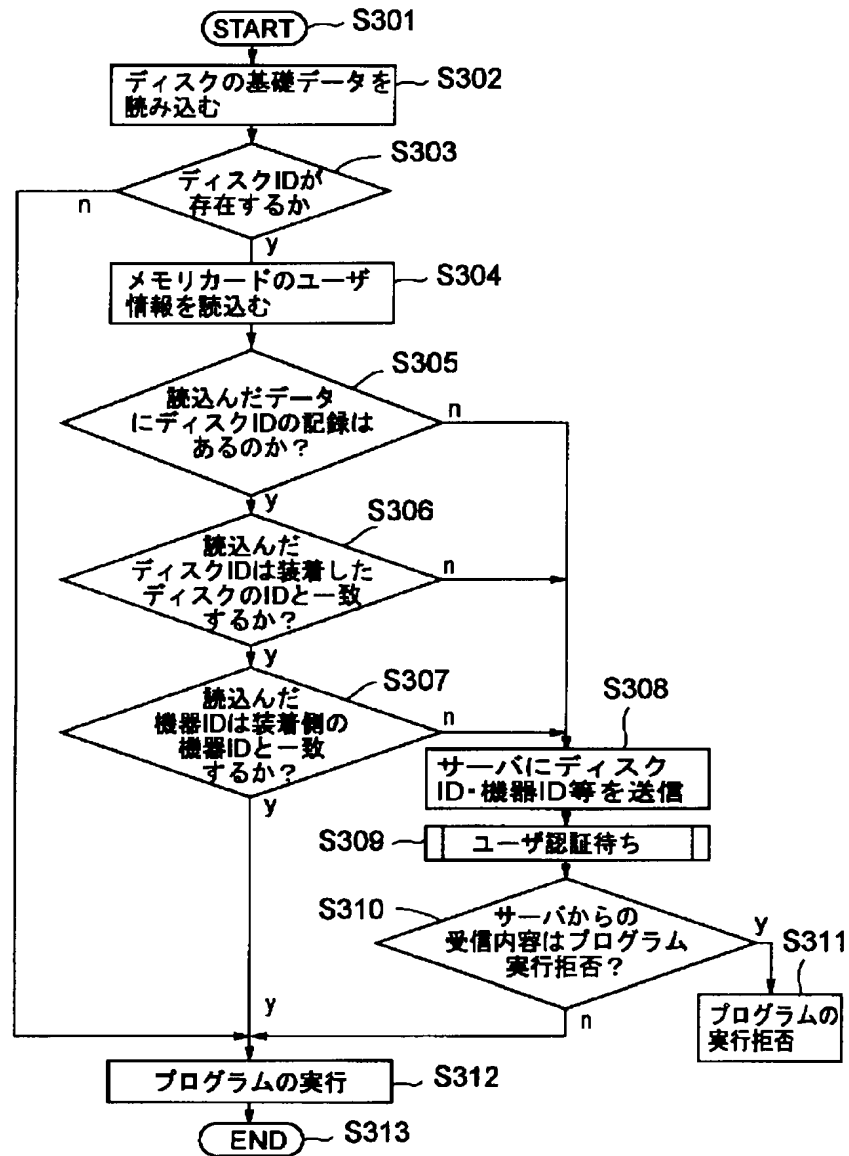 START
S301
ディスクの基礎データを
読み込む
S302
S303
ディスクIDが
存在するか
n
y
メモリカードのユーザ
情報を読込む
S304
S305
読込んだデータ
にディスクIDの記録は
あるのか？
n
y
S306
読込んだ
ディスクIDは装着した
ディスクのIDと一致
するか？
n
y
S307
読込んだ
機器IDは装着側の
機器IDと一致
するか？
n
y
S308
サーバにディスク
ID・機器ID等を送信
S309
ユーザ認証待ち
S310
サーバからの
受信内容はプログラム
実行拒否？
y
S311
プログラムの
実行拒否
n
y
プログラムの実行
S312
END
S313